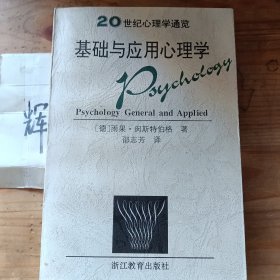 20世纪心理学通览
基础与应用心理学
Psychology
Psychology General and Applied
[德]雨果·闵斯特伯格 著
邵志芳 译
浙江教育出版社
辉